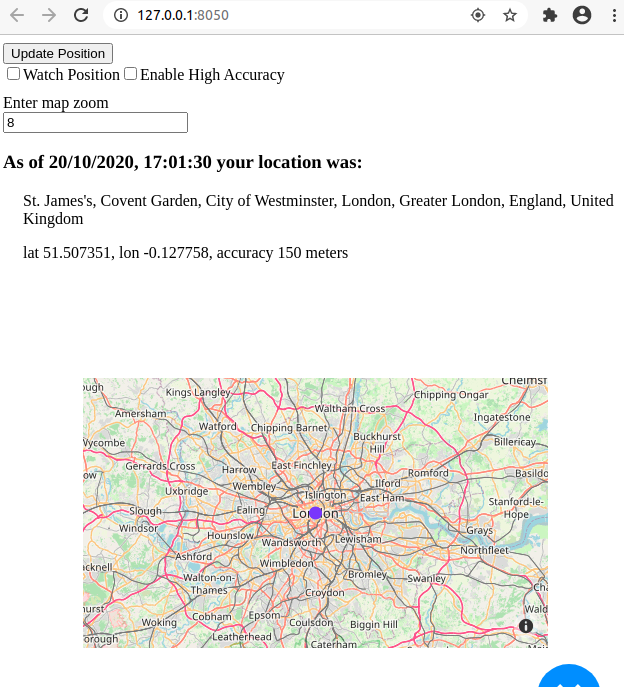 127.0.0.1:8050
Update Position
Watch Position Enable High Accuracy
Enter map zoom
8
As of 20/10/2020, 17:01:30 your location was:
St. James's, Covent Garden, City of Westminster, London, Greater London, England, United
Kingdom
lat 51.507351, lon -0.127758, accuracy 150 meters
Chelmsf
ough Kings Langley Chipping Ongar
Amersham Waltham Cross
Ingatestone
Watford Chipping Barnet
Wycombe Buckhurst Billericay
Hill
Gerrards Cross Harrow East Finchley Romford Basildo
ow
Wembley Ilford
Uxbridge Islington East Ham Stanford-le-
Slough Ealing London Hope
Windsor Hounslow Wandsworth Lewisham Grays
Northfleet
Ashford Wimbledon
acknell Bromley Swanley Cha
Walton-on-
Thames Croydon
hurst Cobham Epsom Wald
Woking Coulsdon Biggin Hill
orough Leatherhead Caterham Mai